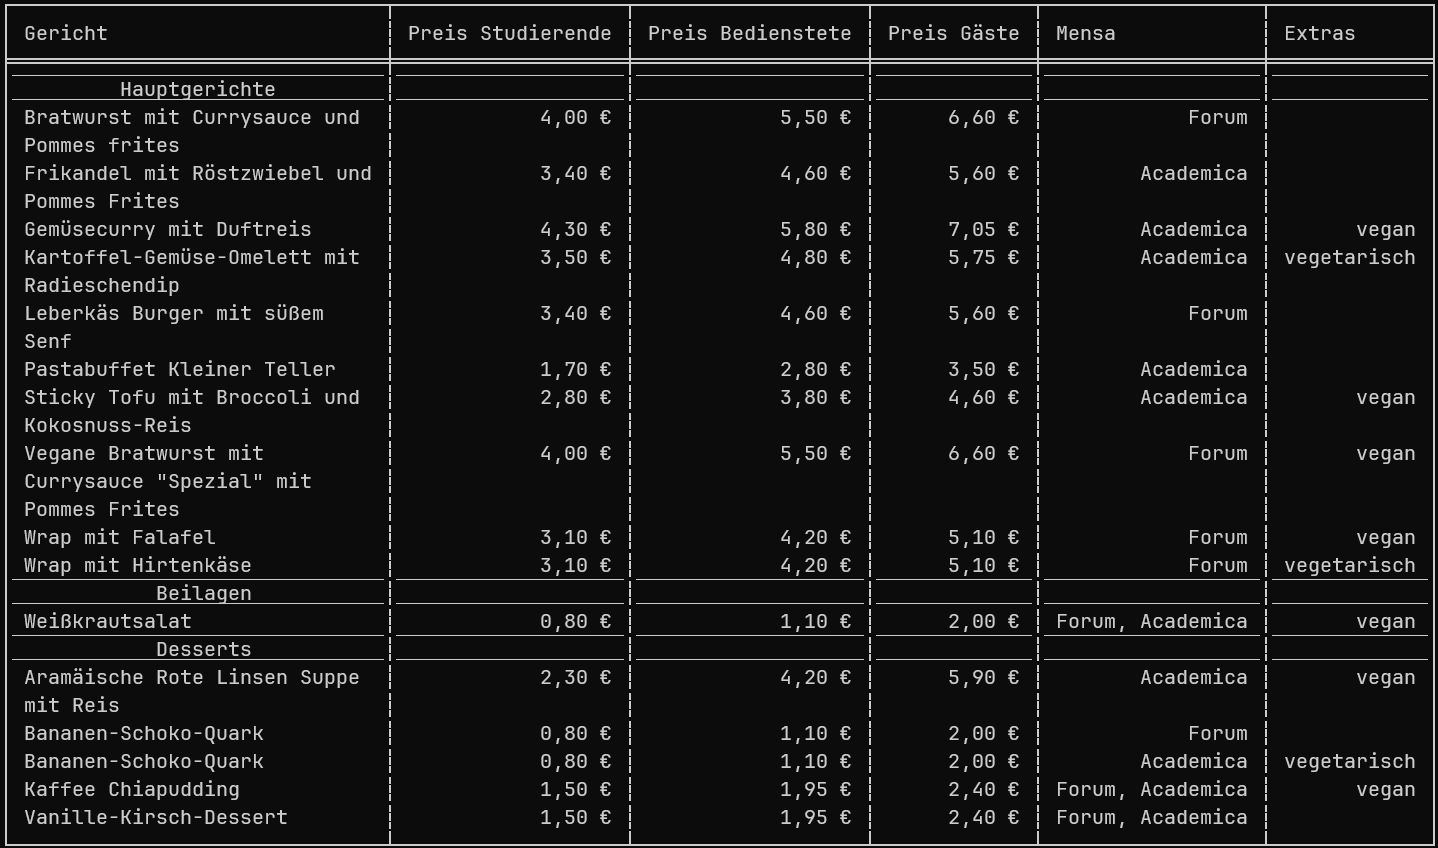 Gericht Preis Studierende Preis Bedienstete Preis Gäste Mensa Extras
Hauptgerichte
Bratwurst mit Currysauce und 4,00 € 5,50 € 6,60 € Forum
Pommes frites
Frikandel mit Röstzwiebel und 3,40 € 4,60 € 5,60 € Academica
Pommes Frites
Gemüsecurry mit Duftreis 4,30 € 5,80 € 7,05 € Academica vegan
Kartoffel-Gemüse-Omelett mit 3,50 € 4,80 € 5,75 € Academica vegetarisch
Radieschendip
Leberkäs Burger mit süßem 3,40 € 4,60 € 5,60 € Forum
Senf
Pastabuffet Kleiner Teller 1,70 € 2,80 € 3,50 € Academica
Sticky Tofu mit Broccoli und 2,80 € 3,80 € 4,60 € Academica vegan
Kokosnuss-Reis
Vegane Bratwurst mit 4,00 € 5,50 € 6,60 € Forum vegan
Currysauce "Spezial" mit
Pommes Frites
Wrap mit Falafel 3,10 € 4,20 € 5,10 € Forum vegan
Wrap mit Hirtenkäse 3,10 € 4,20 € 5,10 € Forum vegetarisch
Beilagen
Weißkrautsalat 0,80 € 1,10 € 2,00 € Forum, Academica vegan
Desserts
Aramäische Rote Linsen Suppe 2,30 € 4,20 € 5,90 € Academica vegan
mit Reis
Bananen-Schoko-Quark 0,80 € 1,10 € 2,00 € Forum
Bananen-Schoko-Quark 0,80 € 1,10 € 2,00 € Academica vegetarisch
Kaffee Chiapudding 1,50 € 1,95 € 2,40 € Forum, Academica vegan
Vanille-Kirsch-Dessert 1,50 € 1,95 € 2,40 € Forum, Academica